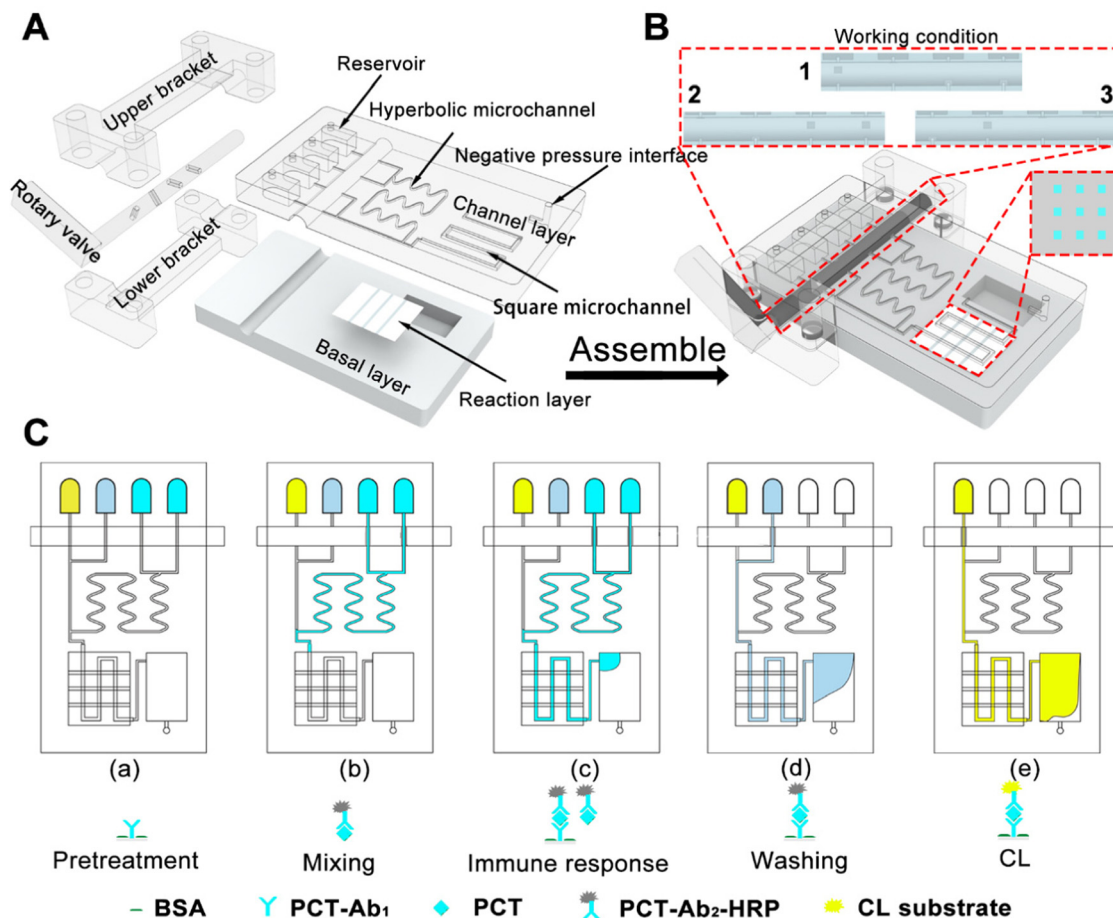 A
Upper bracket
Rotary valve
Lower bracket
Reservoir
Hyperbolic microchannel
Negative pressure interface
Channel layer
Square microchannel
Basal layer
Reaction layer
Assemble
B
Working condition
1
2
3
C
(a)
(b)
(c)
(d)
(e)
Pretreatment
Mixing
Immune response
Washing
CL
BSA
PCT-Ab₁
PCT
PCT-Ab₂-HRP
CL substrate